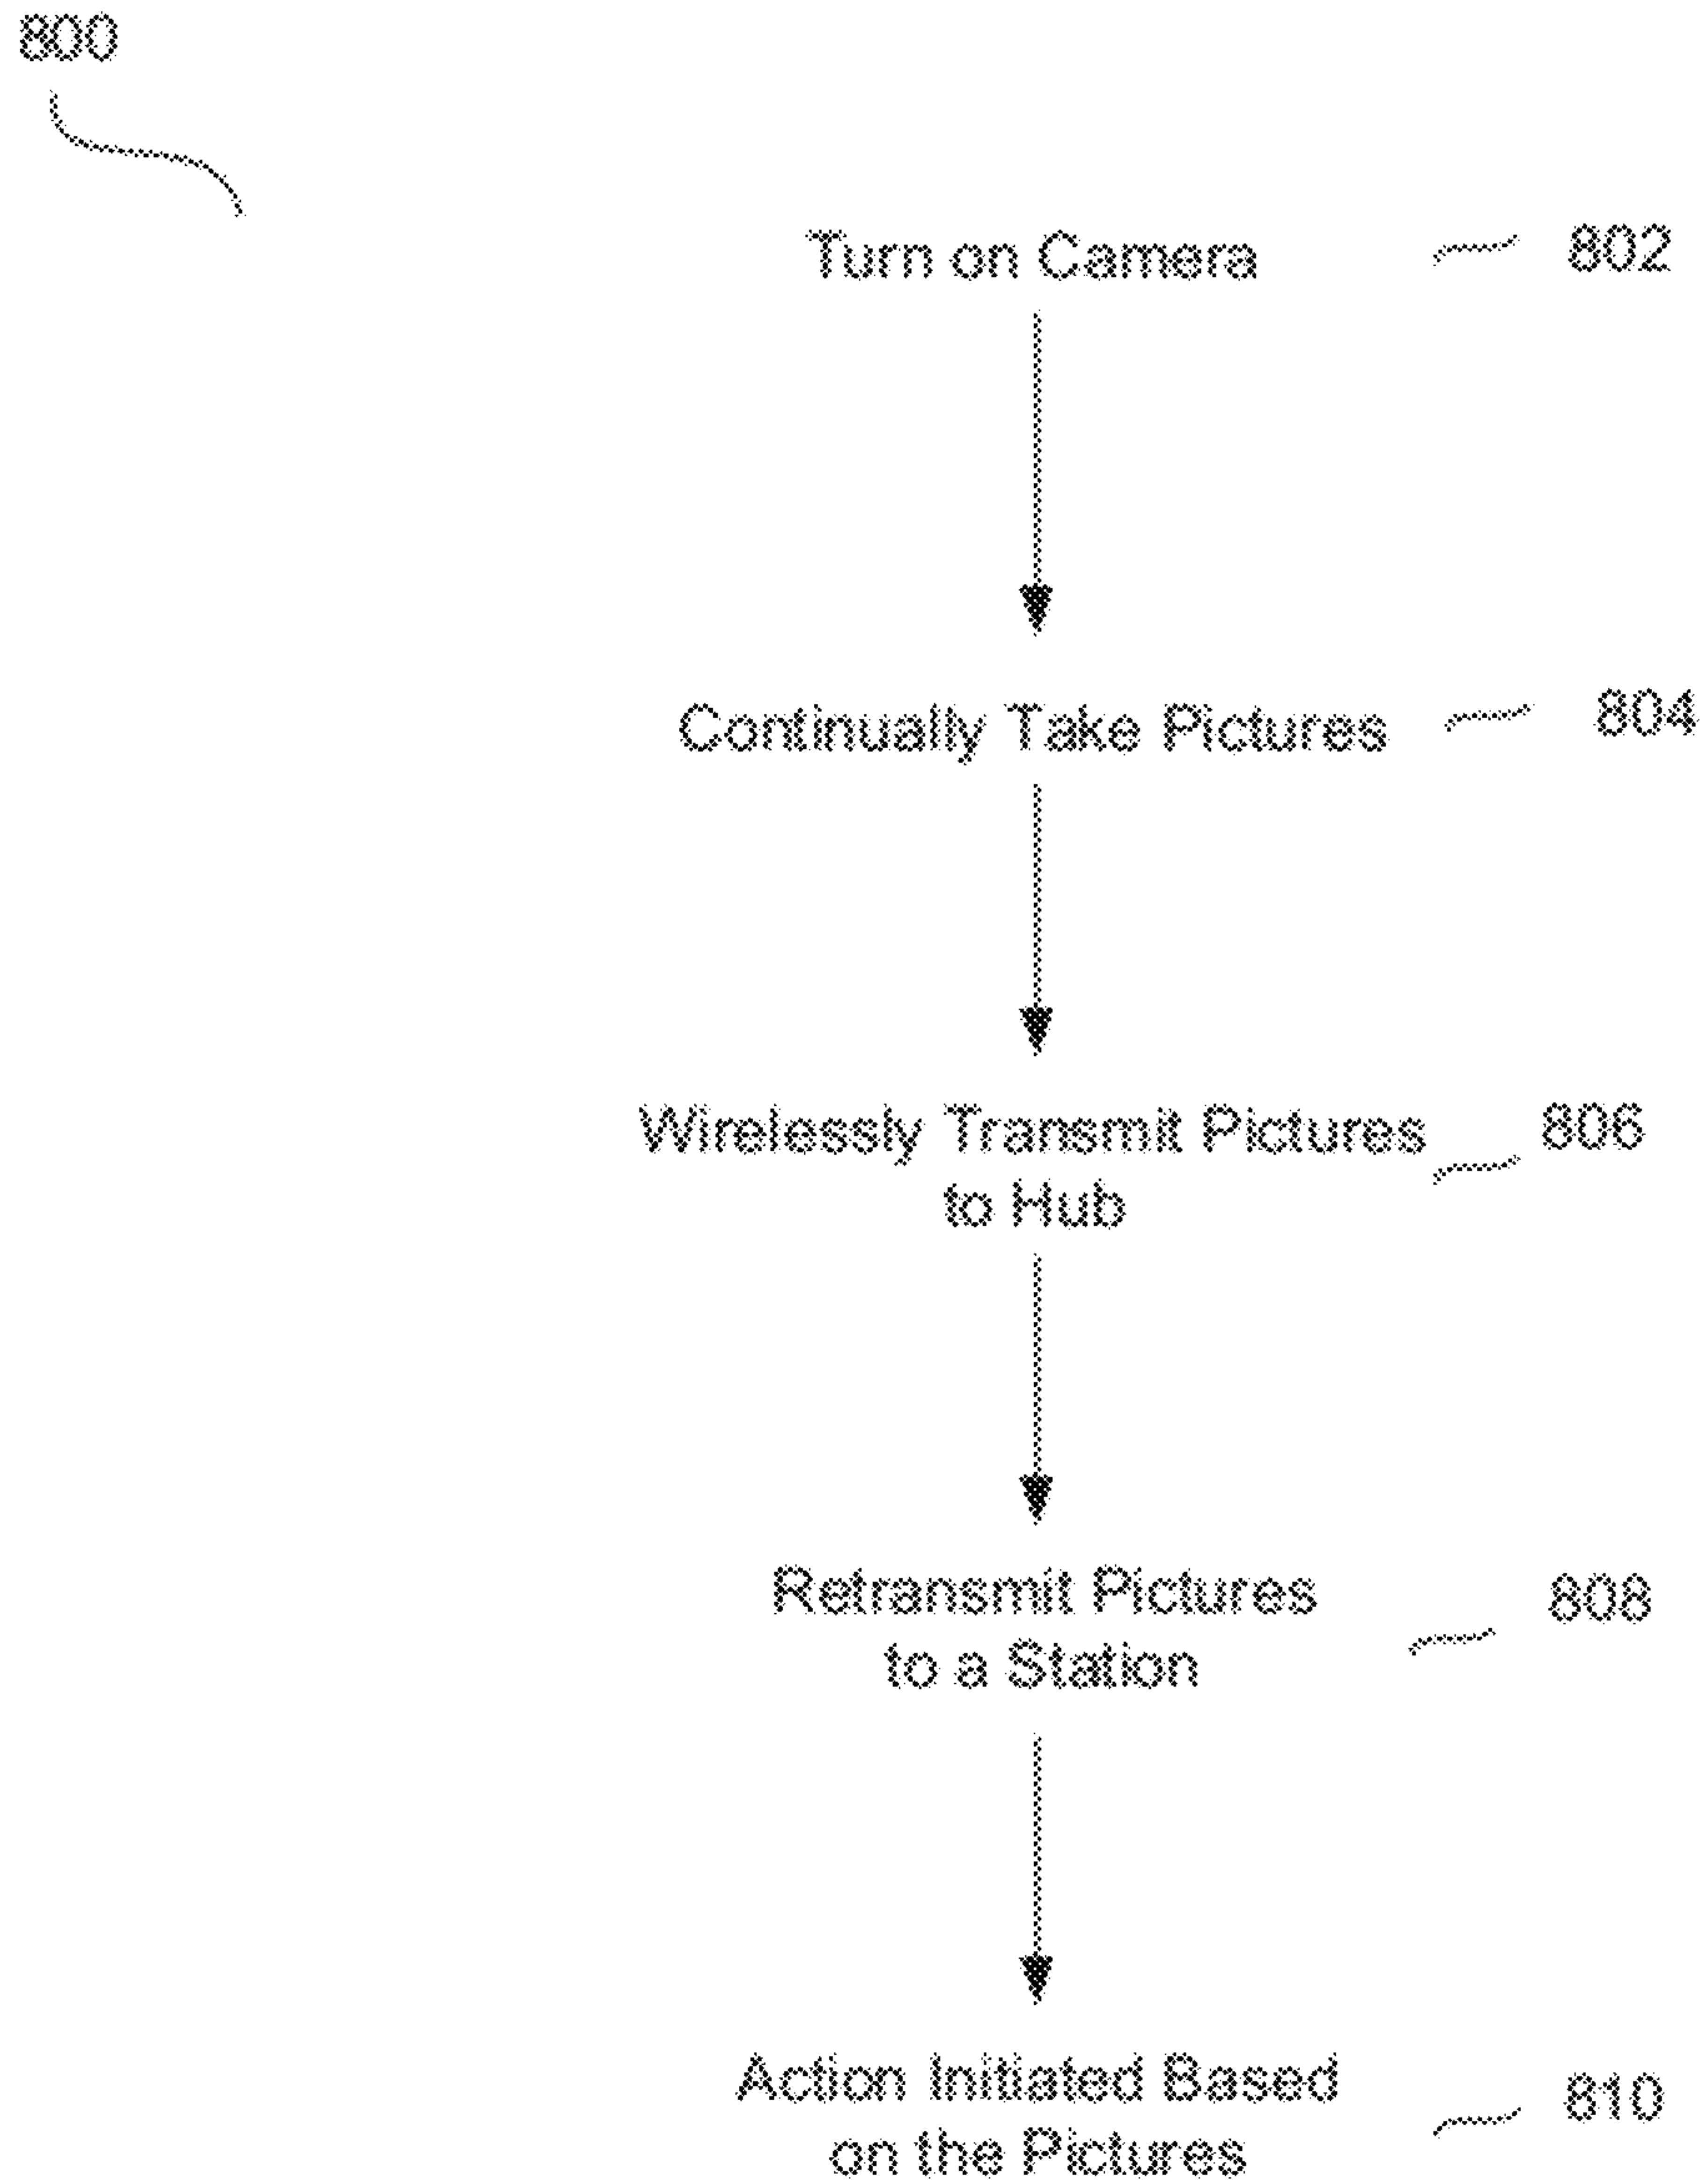 800
Turn on Camera 802
Continually Take Pictures 804
Wirelessly Transmit Pictures 806
to Hub
Retransmit Pictures 808
to a Station
Action Initiated Based 810
on the Pictures